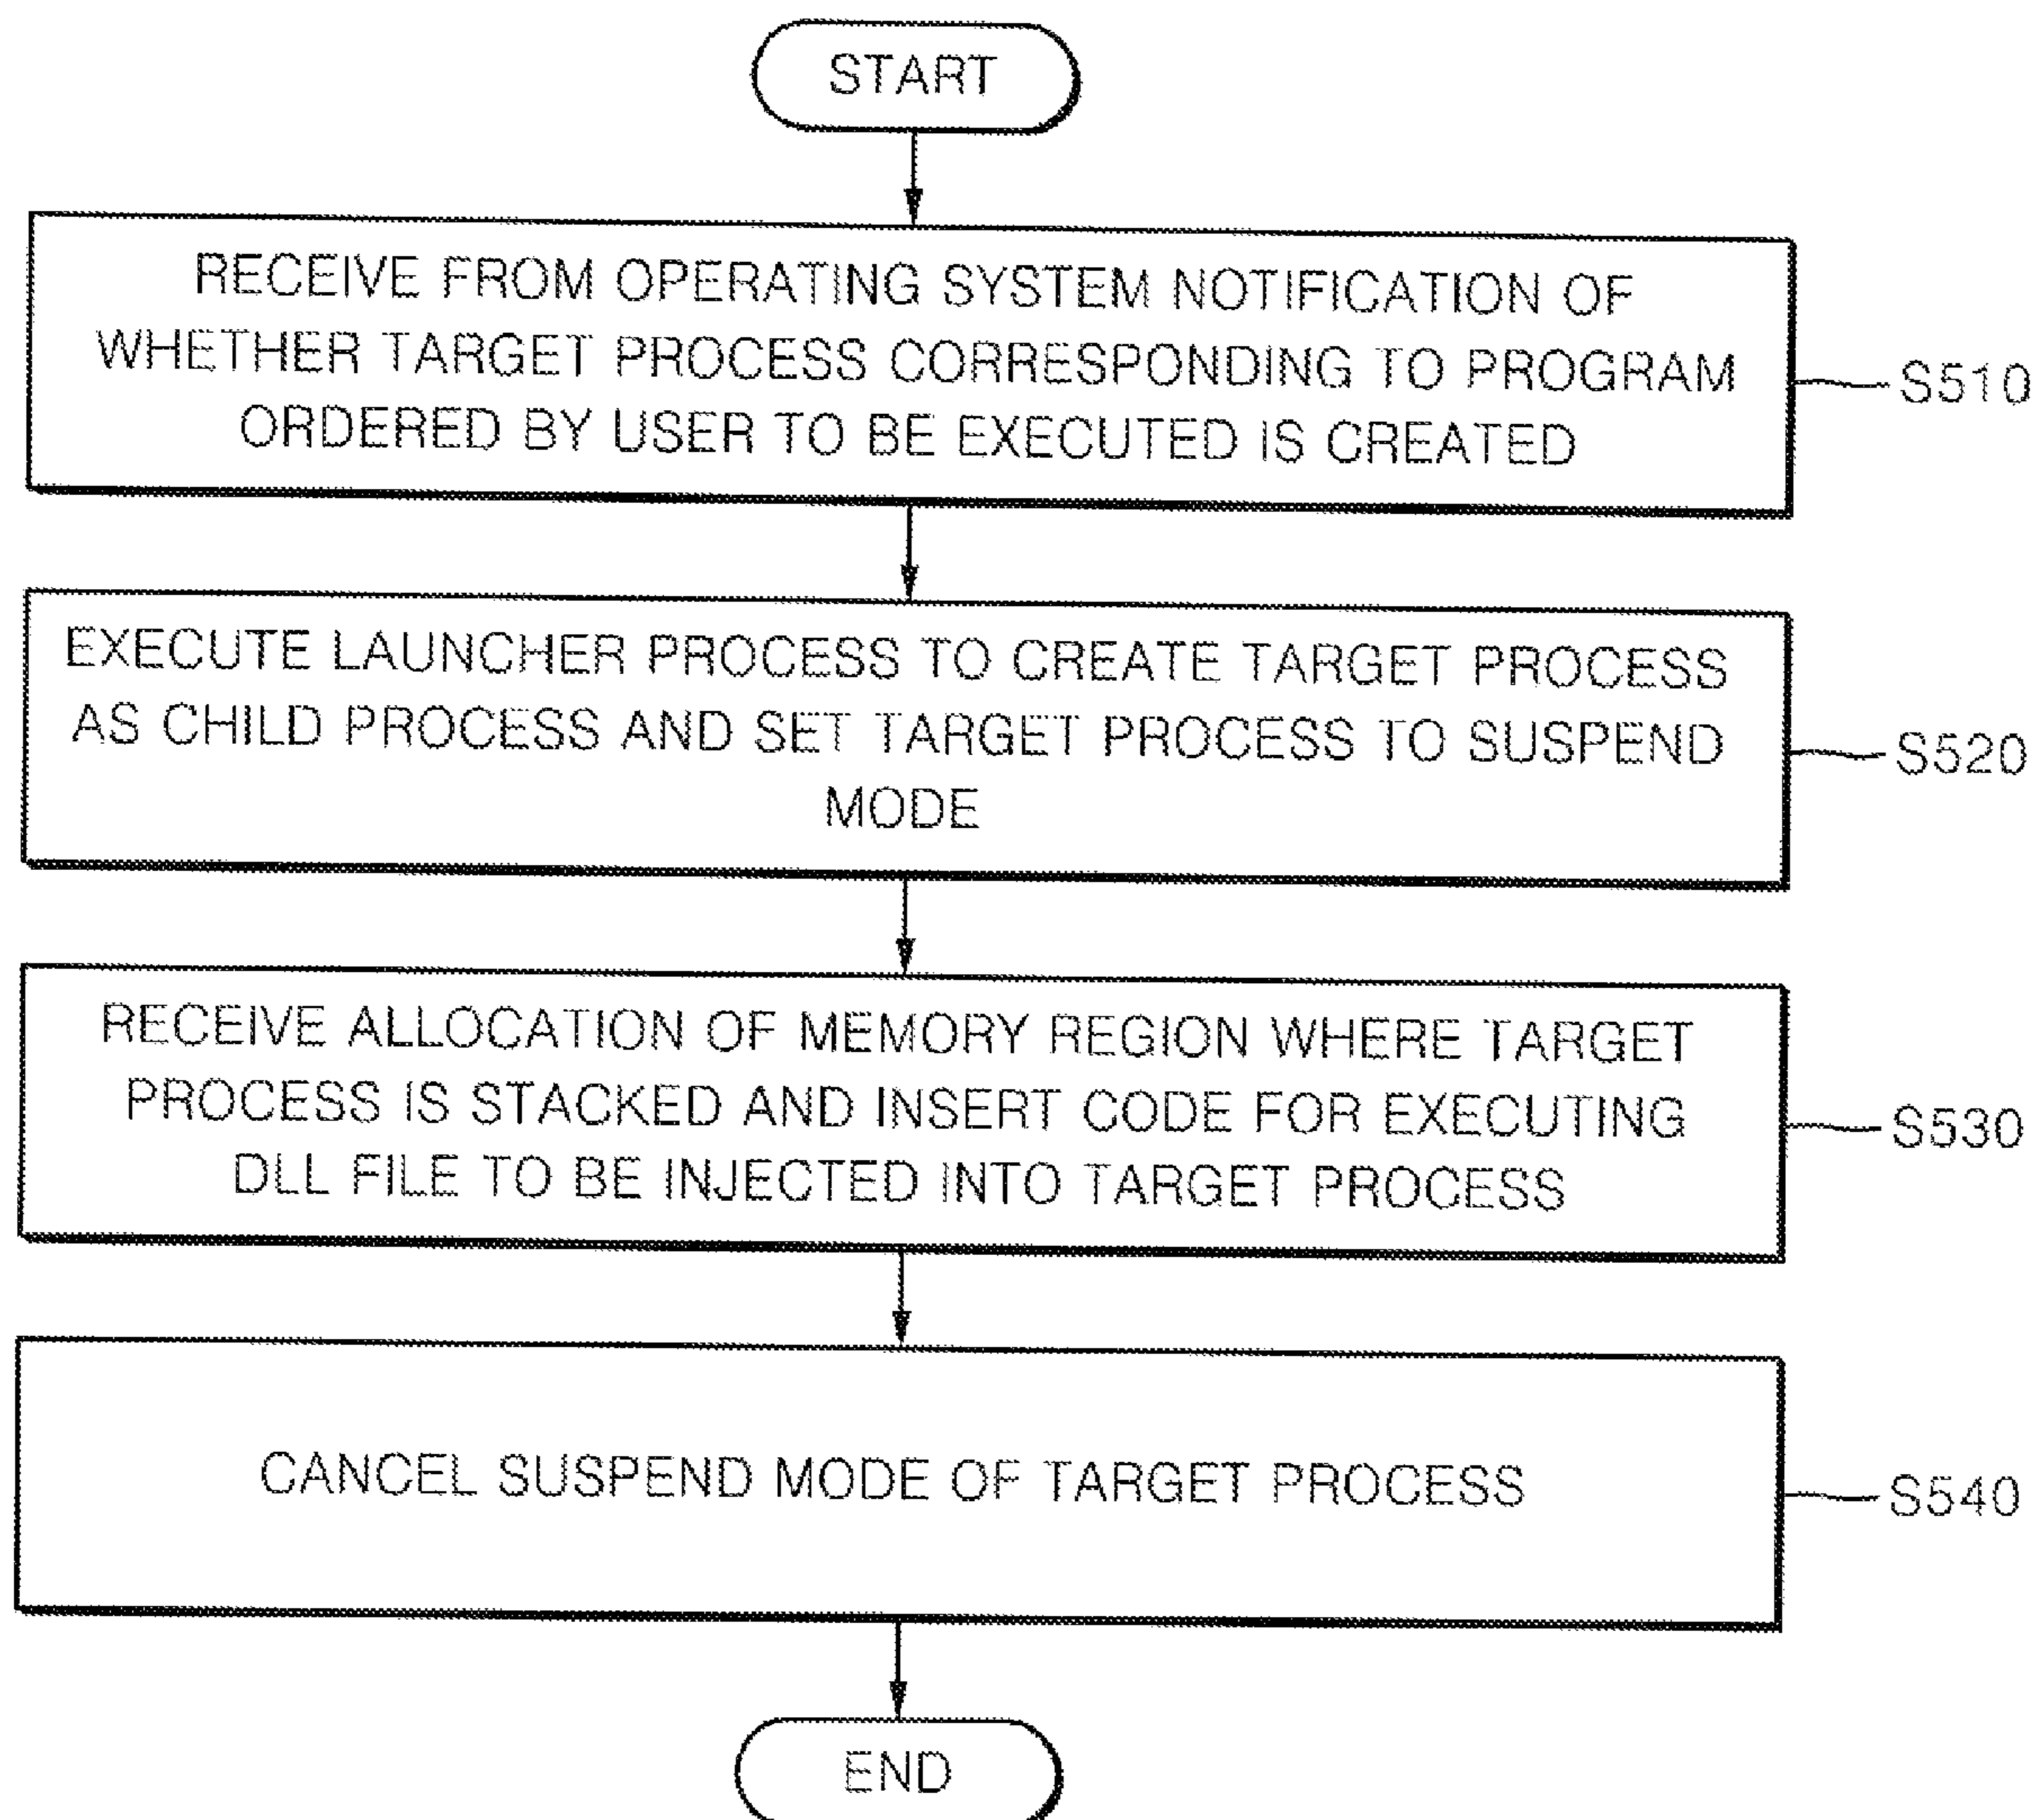 START
RECEIVE FROM OPERATING SYSTEM NOTIFICATION OF
WHETHER TARGET PROCESS CORRESPONDING TO PROGRAM
ORDERED BY USER TO BE EXECUTED IS CREATED
S510
EXECUTE LAUNCHER PROCESS TO CREATE TARGET PROCESS
AS CHILD PROCESS AND SET TARGET PROCESS TO SUSPEND
MODE
S520
RECEIVE ALLOCATION OF MEMORY REGION WHERE TARGET
PROCESS IS STACKED AND INSERT CODE FOR EXECUTING
DLL FILE TO BE INJECTED INTO TARGET PROCESS
S530
CANCEL SUSPEND MODE OF TARGET PROCESS
S540
END